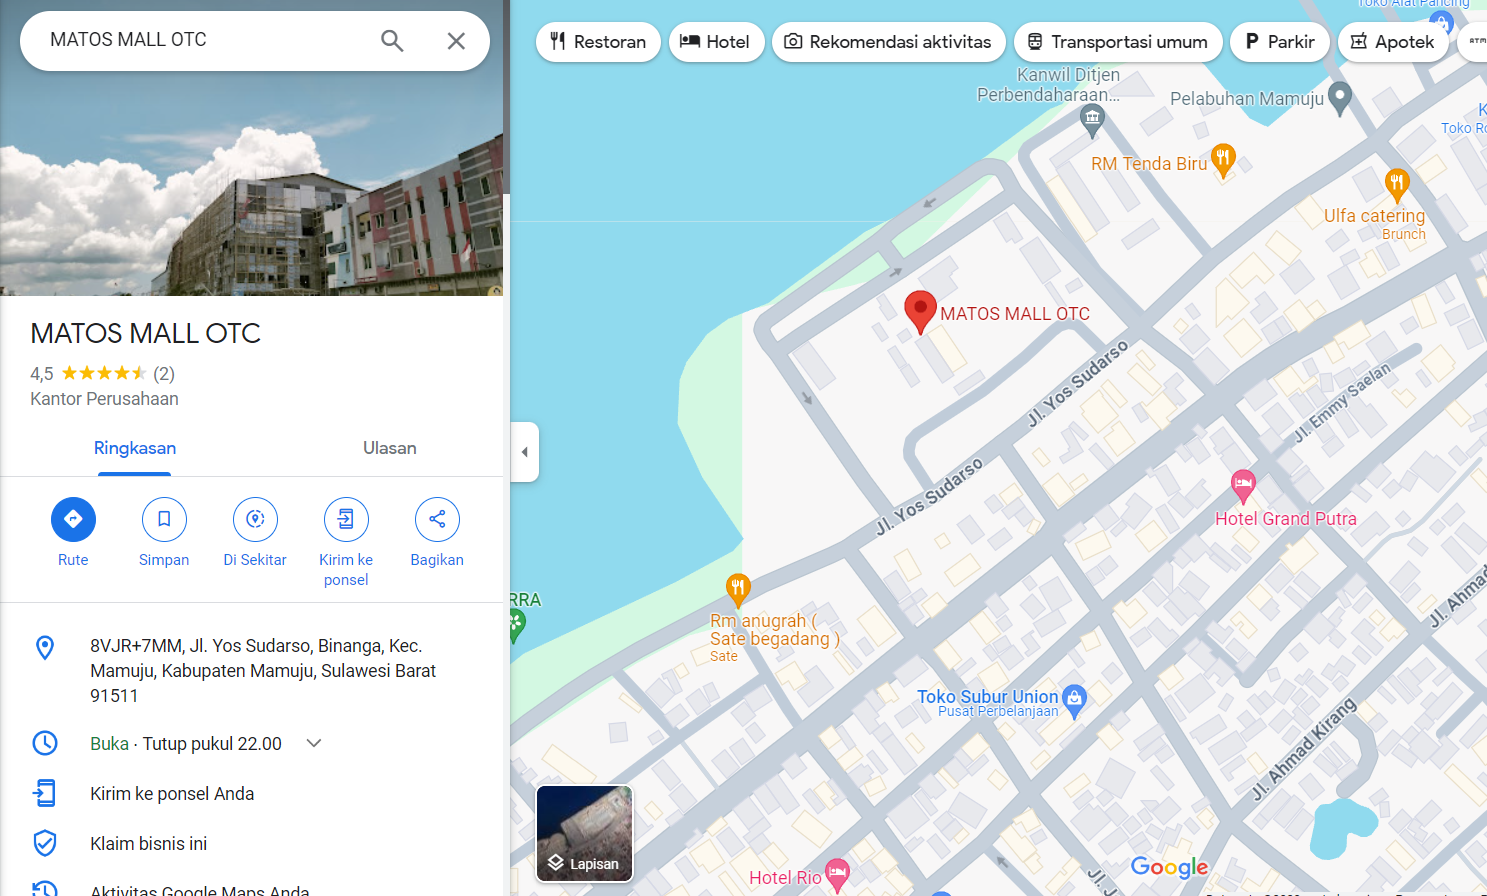 MATOS MALL OTC
MATOS MALL OTC
4,5 (2)
Kantor Perusahaan
Ringkasan
Ulasan
Rute
Simpan
Di Sekitar
Kirim ke
ponsel
Bagikan
8VJR+7MM, Jl. Yos Sudarso, Binanga, Kec.
Mamuju, Kabupaten Mamuju, Sulawesi Barat
91511
Buka · Tutup pukul 22.00
Kirim ke ponsel Anda
Klaim bisnis ini
Aktivitas Google Maps Anda
Restoran
Hotel
Rekomendasi aktivitas
Transportasi umum
P Parkir
Apotek
ATM
Toko Alat Pancing
Kanwil Ditjen
Perbendaharaan...
Pelabuhan Mamuju
RM Tenda Biru
Ulfa catering
Brunch
MATOS MALL OTC
Jl. Yos Sudarso
Jl. Emmy Saelan
Jl. Yos Sudarso
Hotel Grand Putra
RRA
Rm anugrah (
Sate begadang )
Sate
Toko Subur Union
Pusat Perbelanjaan
Jl. Ahmad Kirang
Lapisan
Hotel Rio
Google